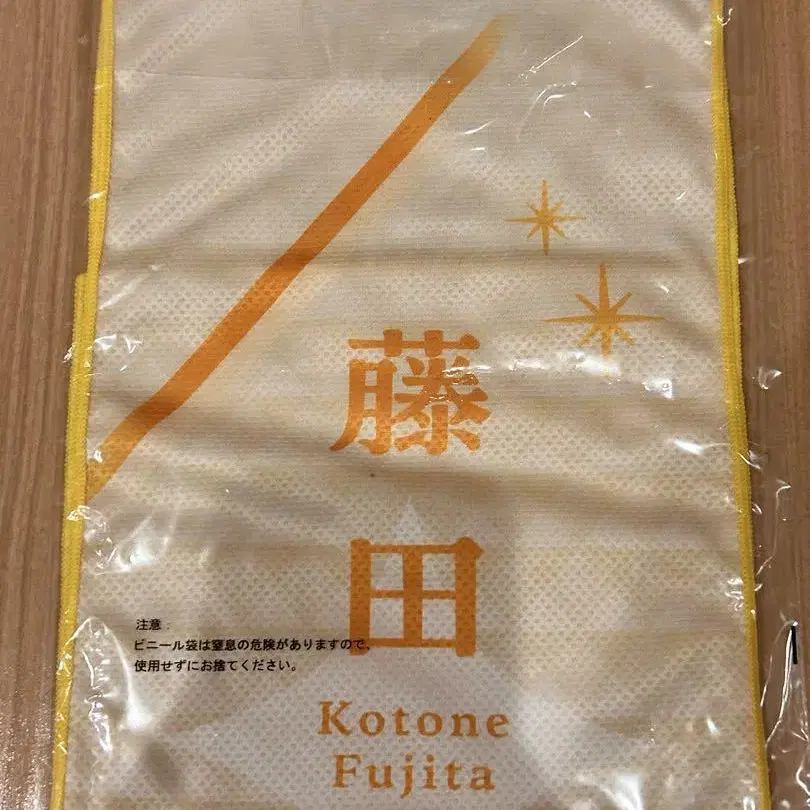 藤
田
注意:
ビニール袋は窒息の危険がありますので、
使用せずにお捨てください。
Kotone
Fujita